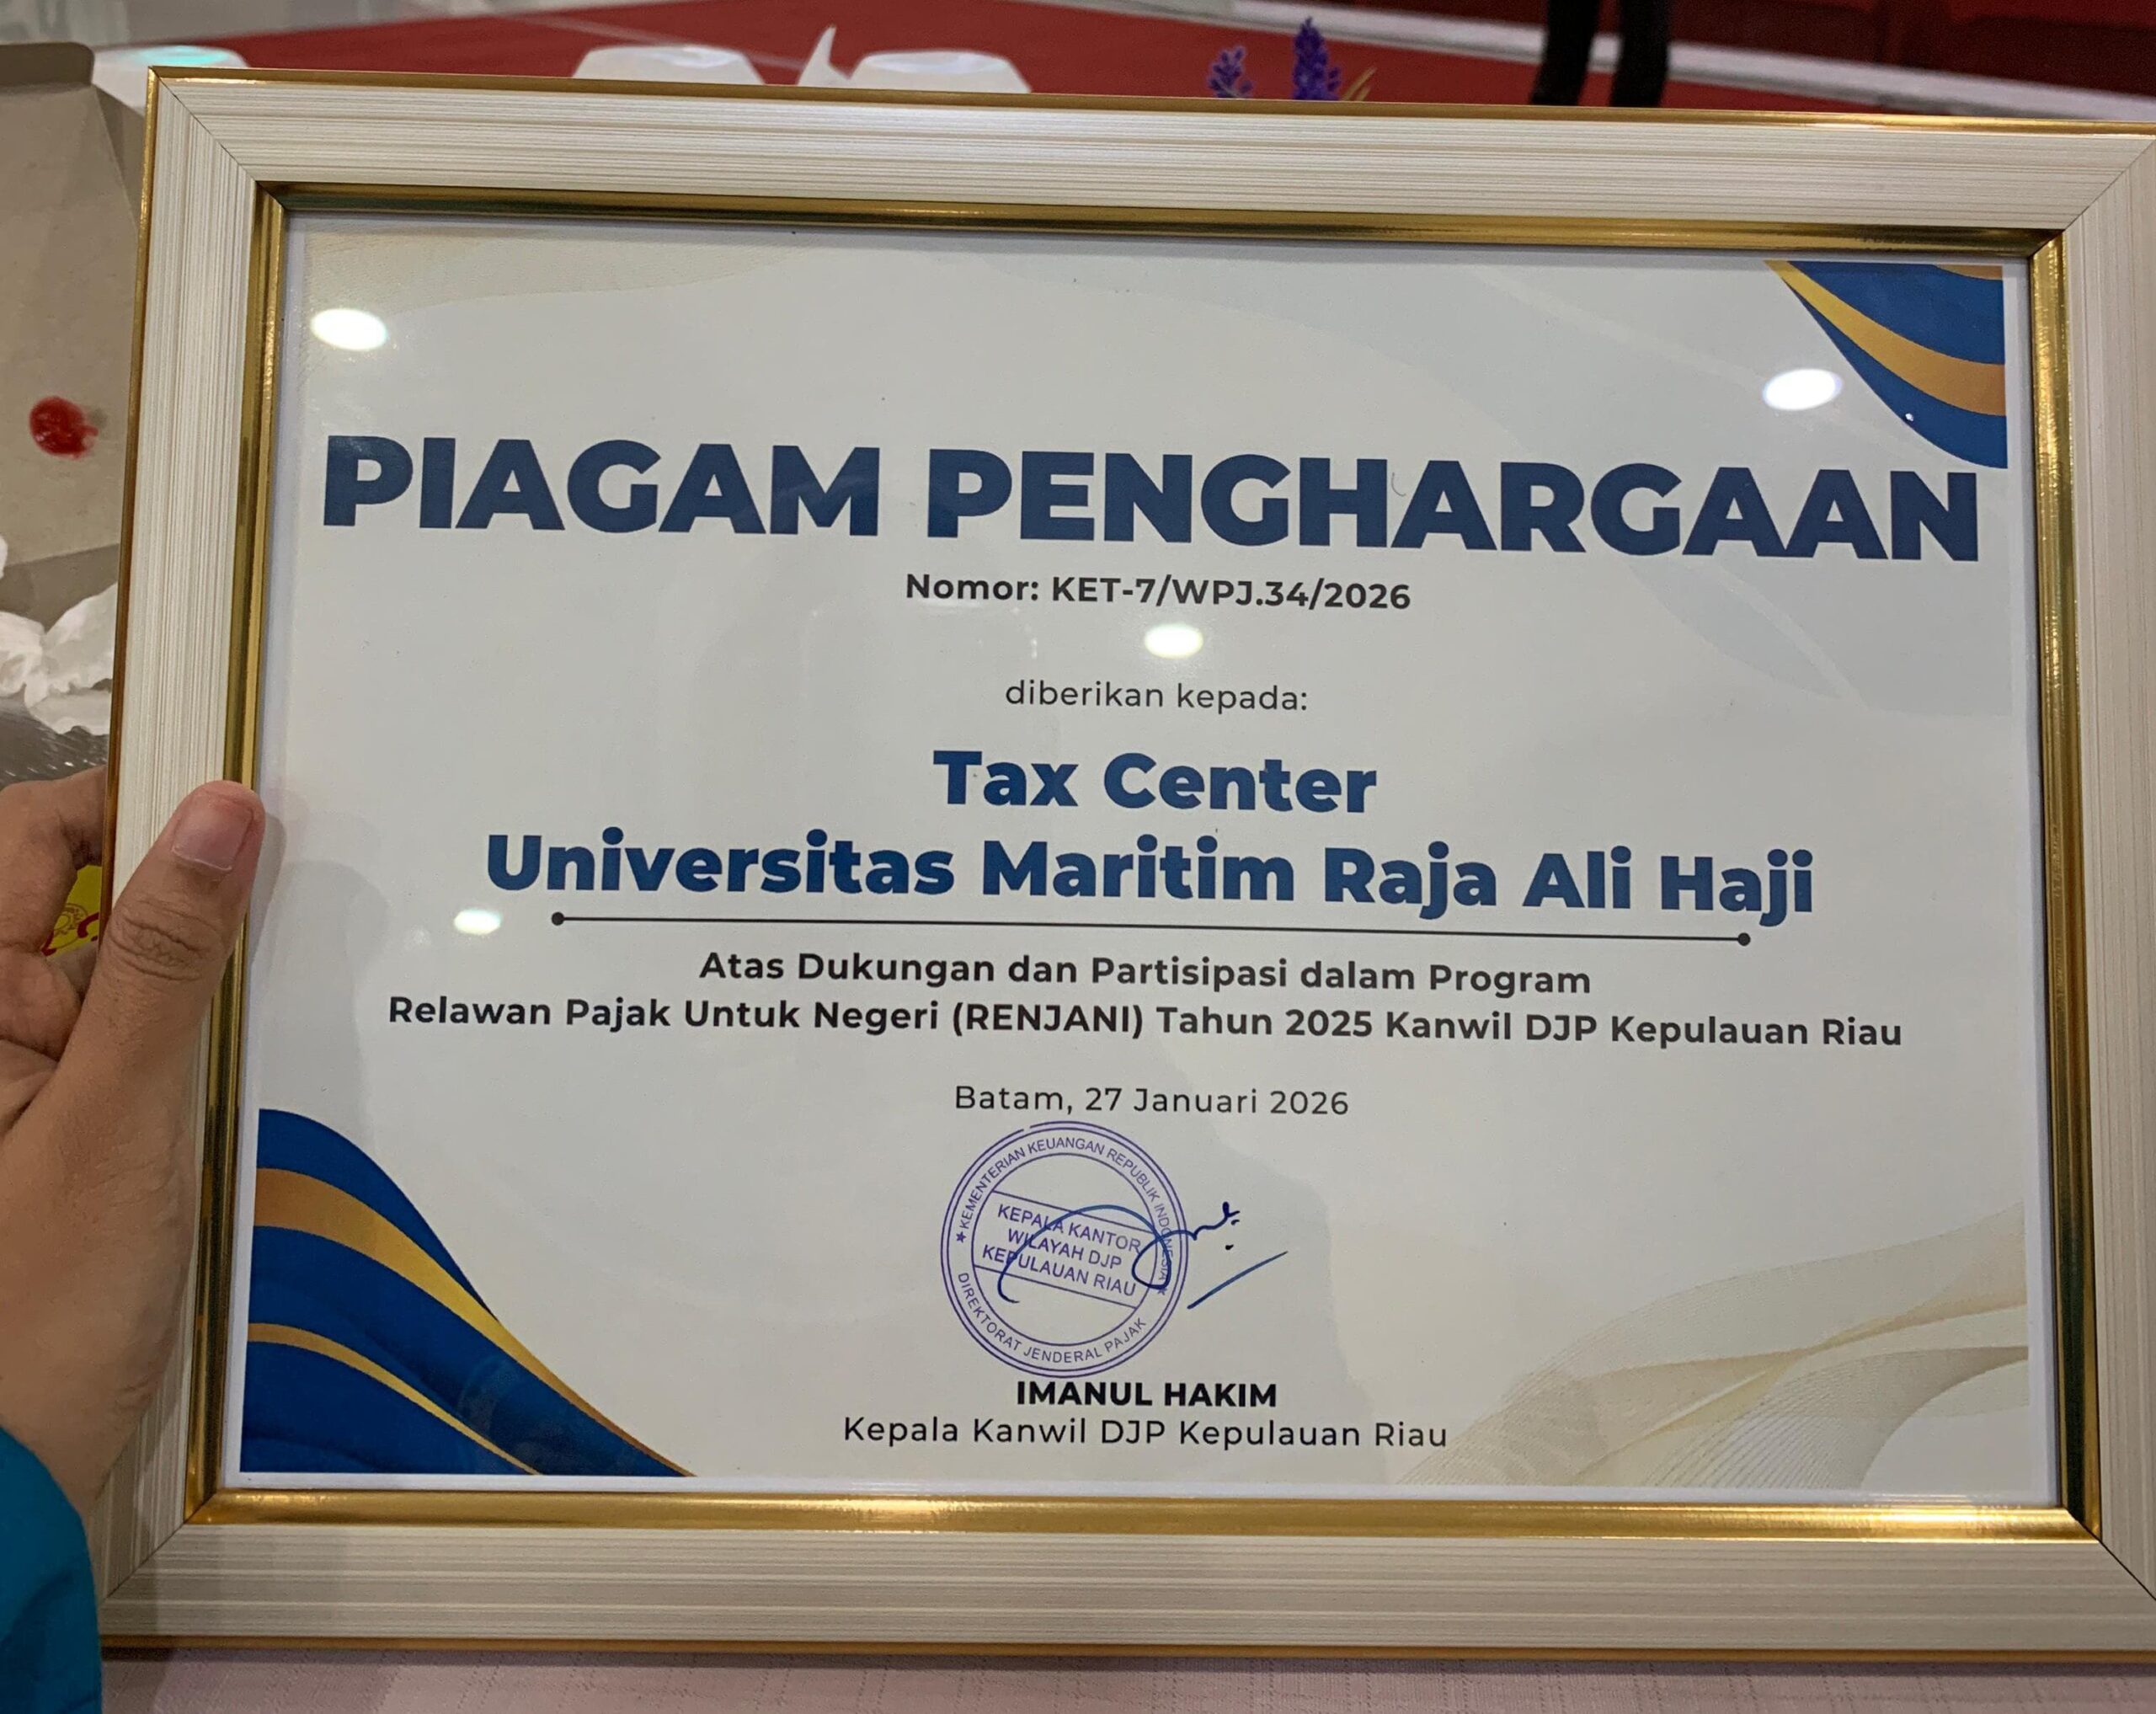 PIAGAM PENGHARGAAN
Nomor: KET-7/WPJ.34/2026
diberikan kepada:
Tax Center
Universitas Maritim Raja Ali Haji
Atas Dukungan dan Partisipasi dalam Program
Relawan Pajak Untuk Negeri (RENJANI) Tahun 2025 Kanwil DJP Kepulauan Riau
Batam, 27 Januari 2026
KEMENTERIAN KEUANGAN REPUBLIK INDONESIA
KEPALA KANTOR
WILAYAH DJP
KEPULAUAN RIAU
DIREKTORAT JENDERAL PAJAK
IMANUL HAKIM
Kepala Kanwil DJP Kepulauan Riau